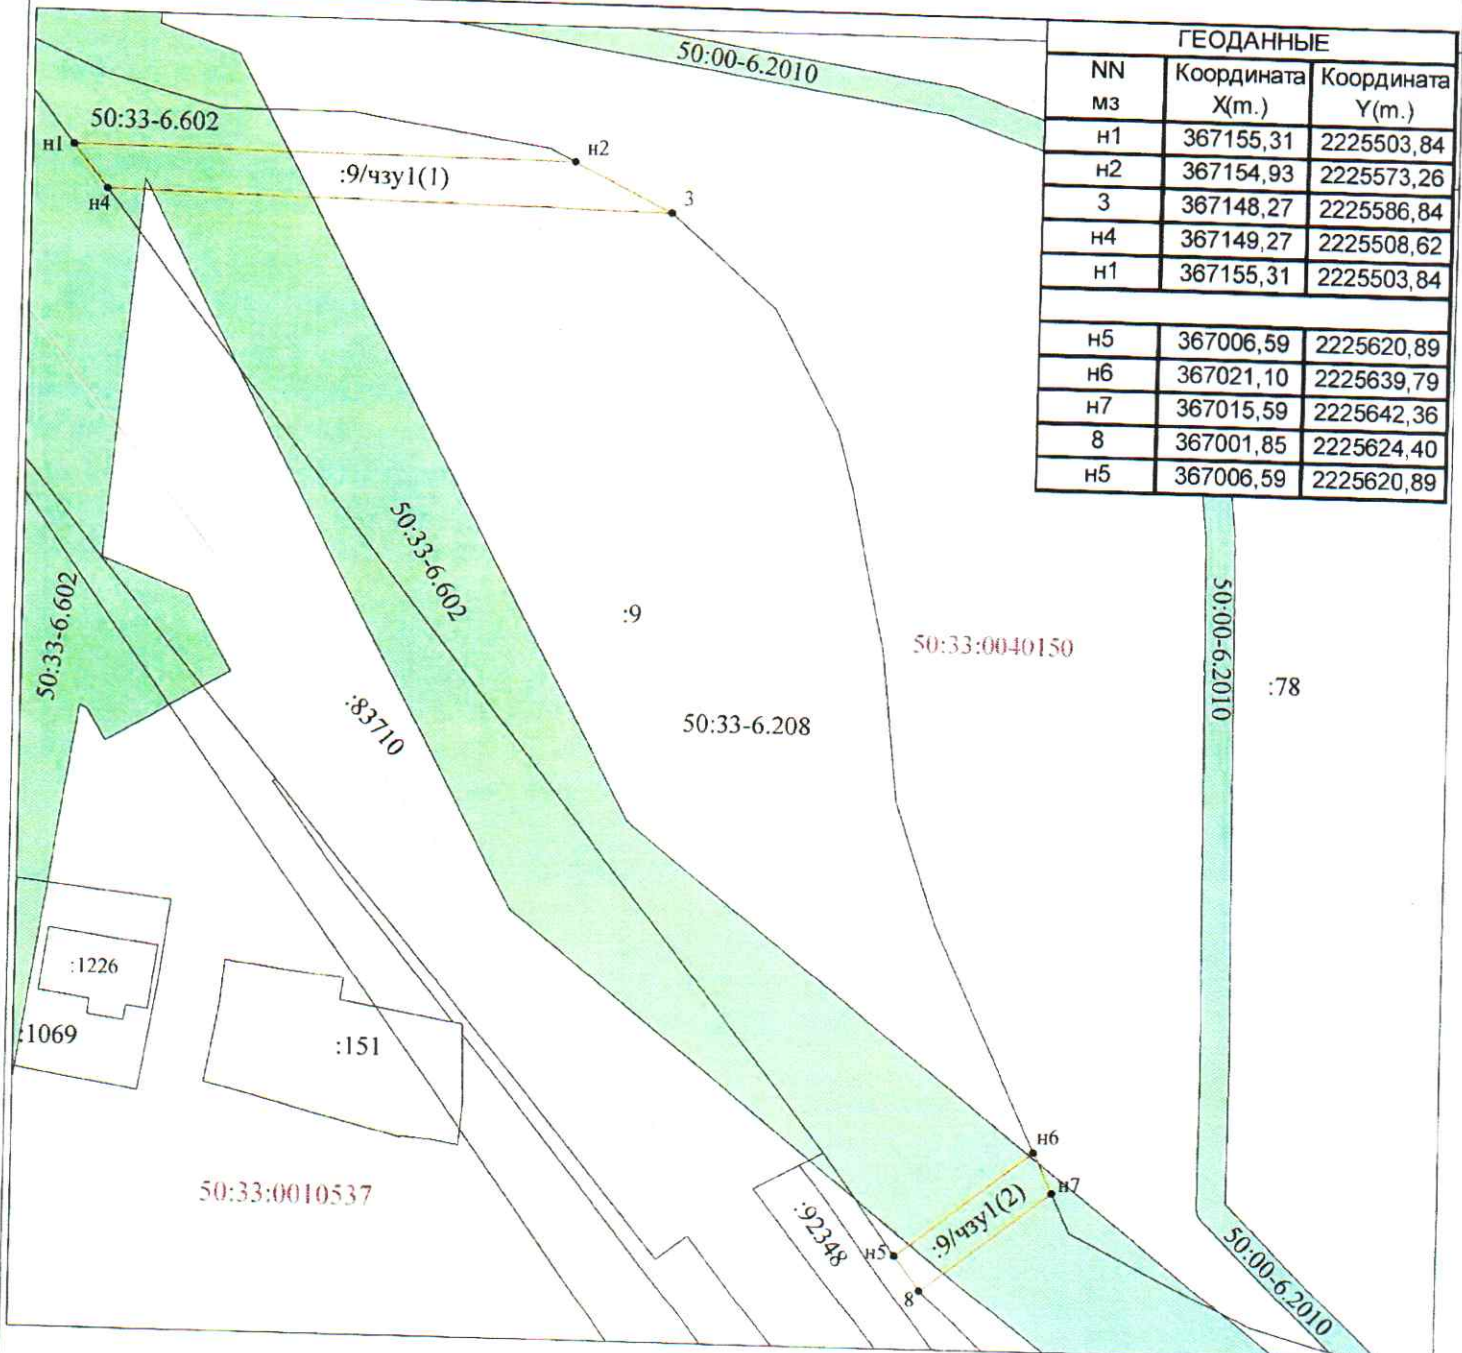 ГЕОДАННЫЕ
NN мз Координата X(m.) Координата Y(m.)
н1 367155,31 2225503,84
н2 367154,93 2225573,26
3 367148,27 2225586,84
н4 367149,27 2225508,62
н1 367155,31 2225503,84
н5 367006,59 2225620,89
н6 367021,10 2225639,79
н7 367015,59 2225642,36
8 367001,85 2225624,40
н5 367006,59 2225620,89
50:00-6.2010
50:33-6.602
н1
н2
:9/чзу1(1)
н4
3
50:33-6.602
50:33-6.602
:9
50:33:0040150
50:00-6.2010
:78
:83710
50:33-6.208
:1226
:1069
:151
50:33:0010537
н6
н7
:9/чзу1(2)
:92348
н5
8
50:00-6.2010